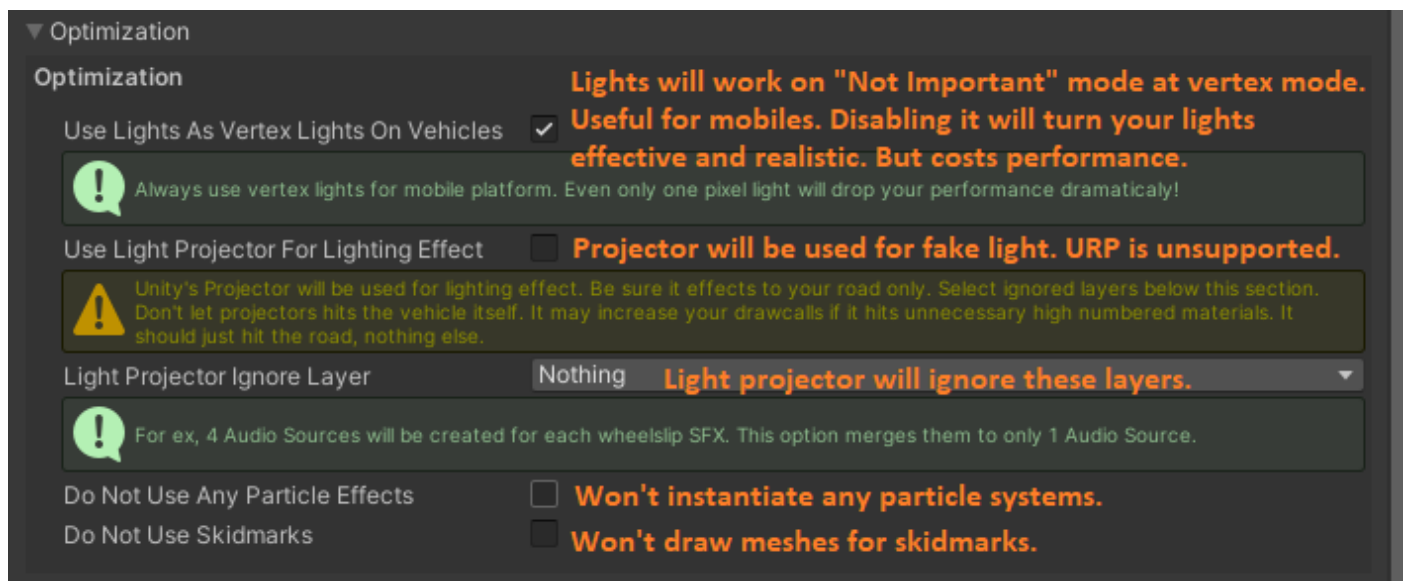 Optimization
Optimization
Lights will work on "Not Important" mode at vertex mode.
Use Lights As Vertex Lights On Vehicles
Useful for mobiles. Disabling it will turn your lights
effective and realistic. But costs performance.
Always use vertex lights for mobile platform. Even only one pixel light will drop your performance dramaticaly!
Use Light Projector For Lighting Effect
Projector will be used for fake light. URP is unsupported.
Unity's Projector will be used for lighting effect. Be sure it effects to your road only. Select ignored layers below this section.
Don't let projectors hits the vehicle itself. It may increase your drawcalls if it hits unnecessary high numbered materials. It
should just hit the road, nothing else.
Light Projector Ignore Layer
Nothing
Light projector will ignore these layers.
For ex, 4 Audio Sources will be created for each wheelslip SFX. This option merges them to only 1 Audio Source.
Do Not Use Any Particle Effects
Won't instantiate any particle systems.
Do Not Use Skidmarks
Won't draw meshes for skidmarks.